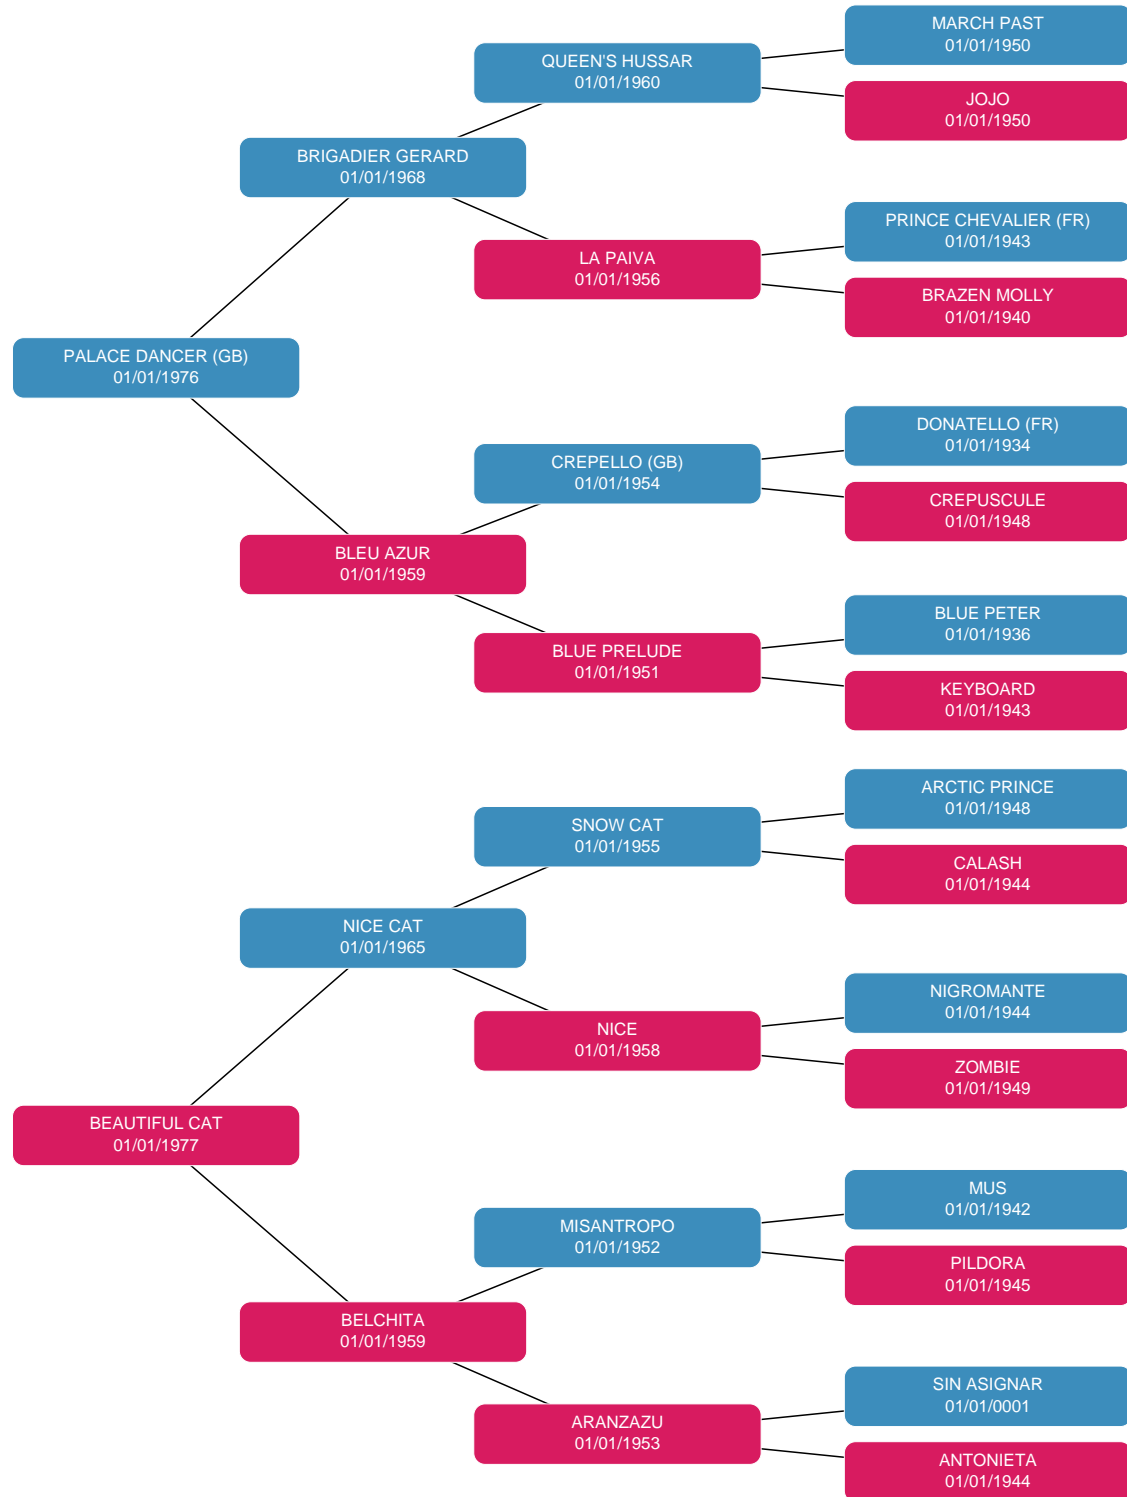 MARCH PAST
01/01/1950
QUEEN'S HUSSAR
01/01/1960
JOJO
01/01/1950
BRIGADIER GERARD
01/01/1968
PRINCE CHEVALIER (FR)
01/01/1943
LA PAIVA
01/01/1956
BRAZEN MOLLY
01/01/1940
PALACE DANCER (GB)
01/01/1976
DONATELLO (FR)
01/01/1934
CREPELLO (GB)
01/01/1954
CREPUSCULE
01/01/1948
BLEU AZUR
01/01/1959
BLUE PETER
01/01/1936
BLUE PRELUDE
01/01/1951
KEYBOARD
01/01/1943
ARCTIC PRINCE
01/01/1948
SNOW CAT
01/01/1955
CALASH
01/01/1944
NICE CAT
01/01/1965
NIGROMANTE
01/01/1944
NICE
01/01/1958
ZOMBIE
01/01/1949
BEAUTIFUL CAT
01/01/1977
MUS
01/01/1942
MISANTROPO
01/01/1952
PILDORA
01/01/1945
BELCHITA
01/01/1959
SIN ASIGNAR
01/01/0001
ARANZAZU
01/01/1953
ANTONIETA
01/01/1944